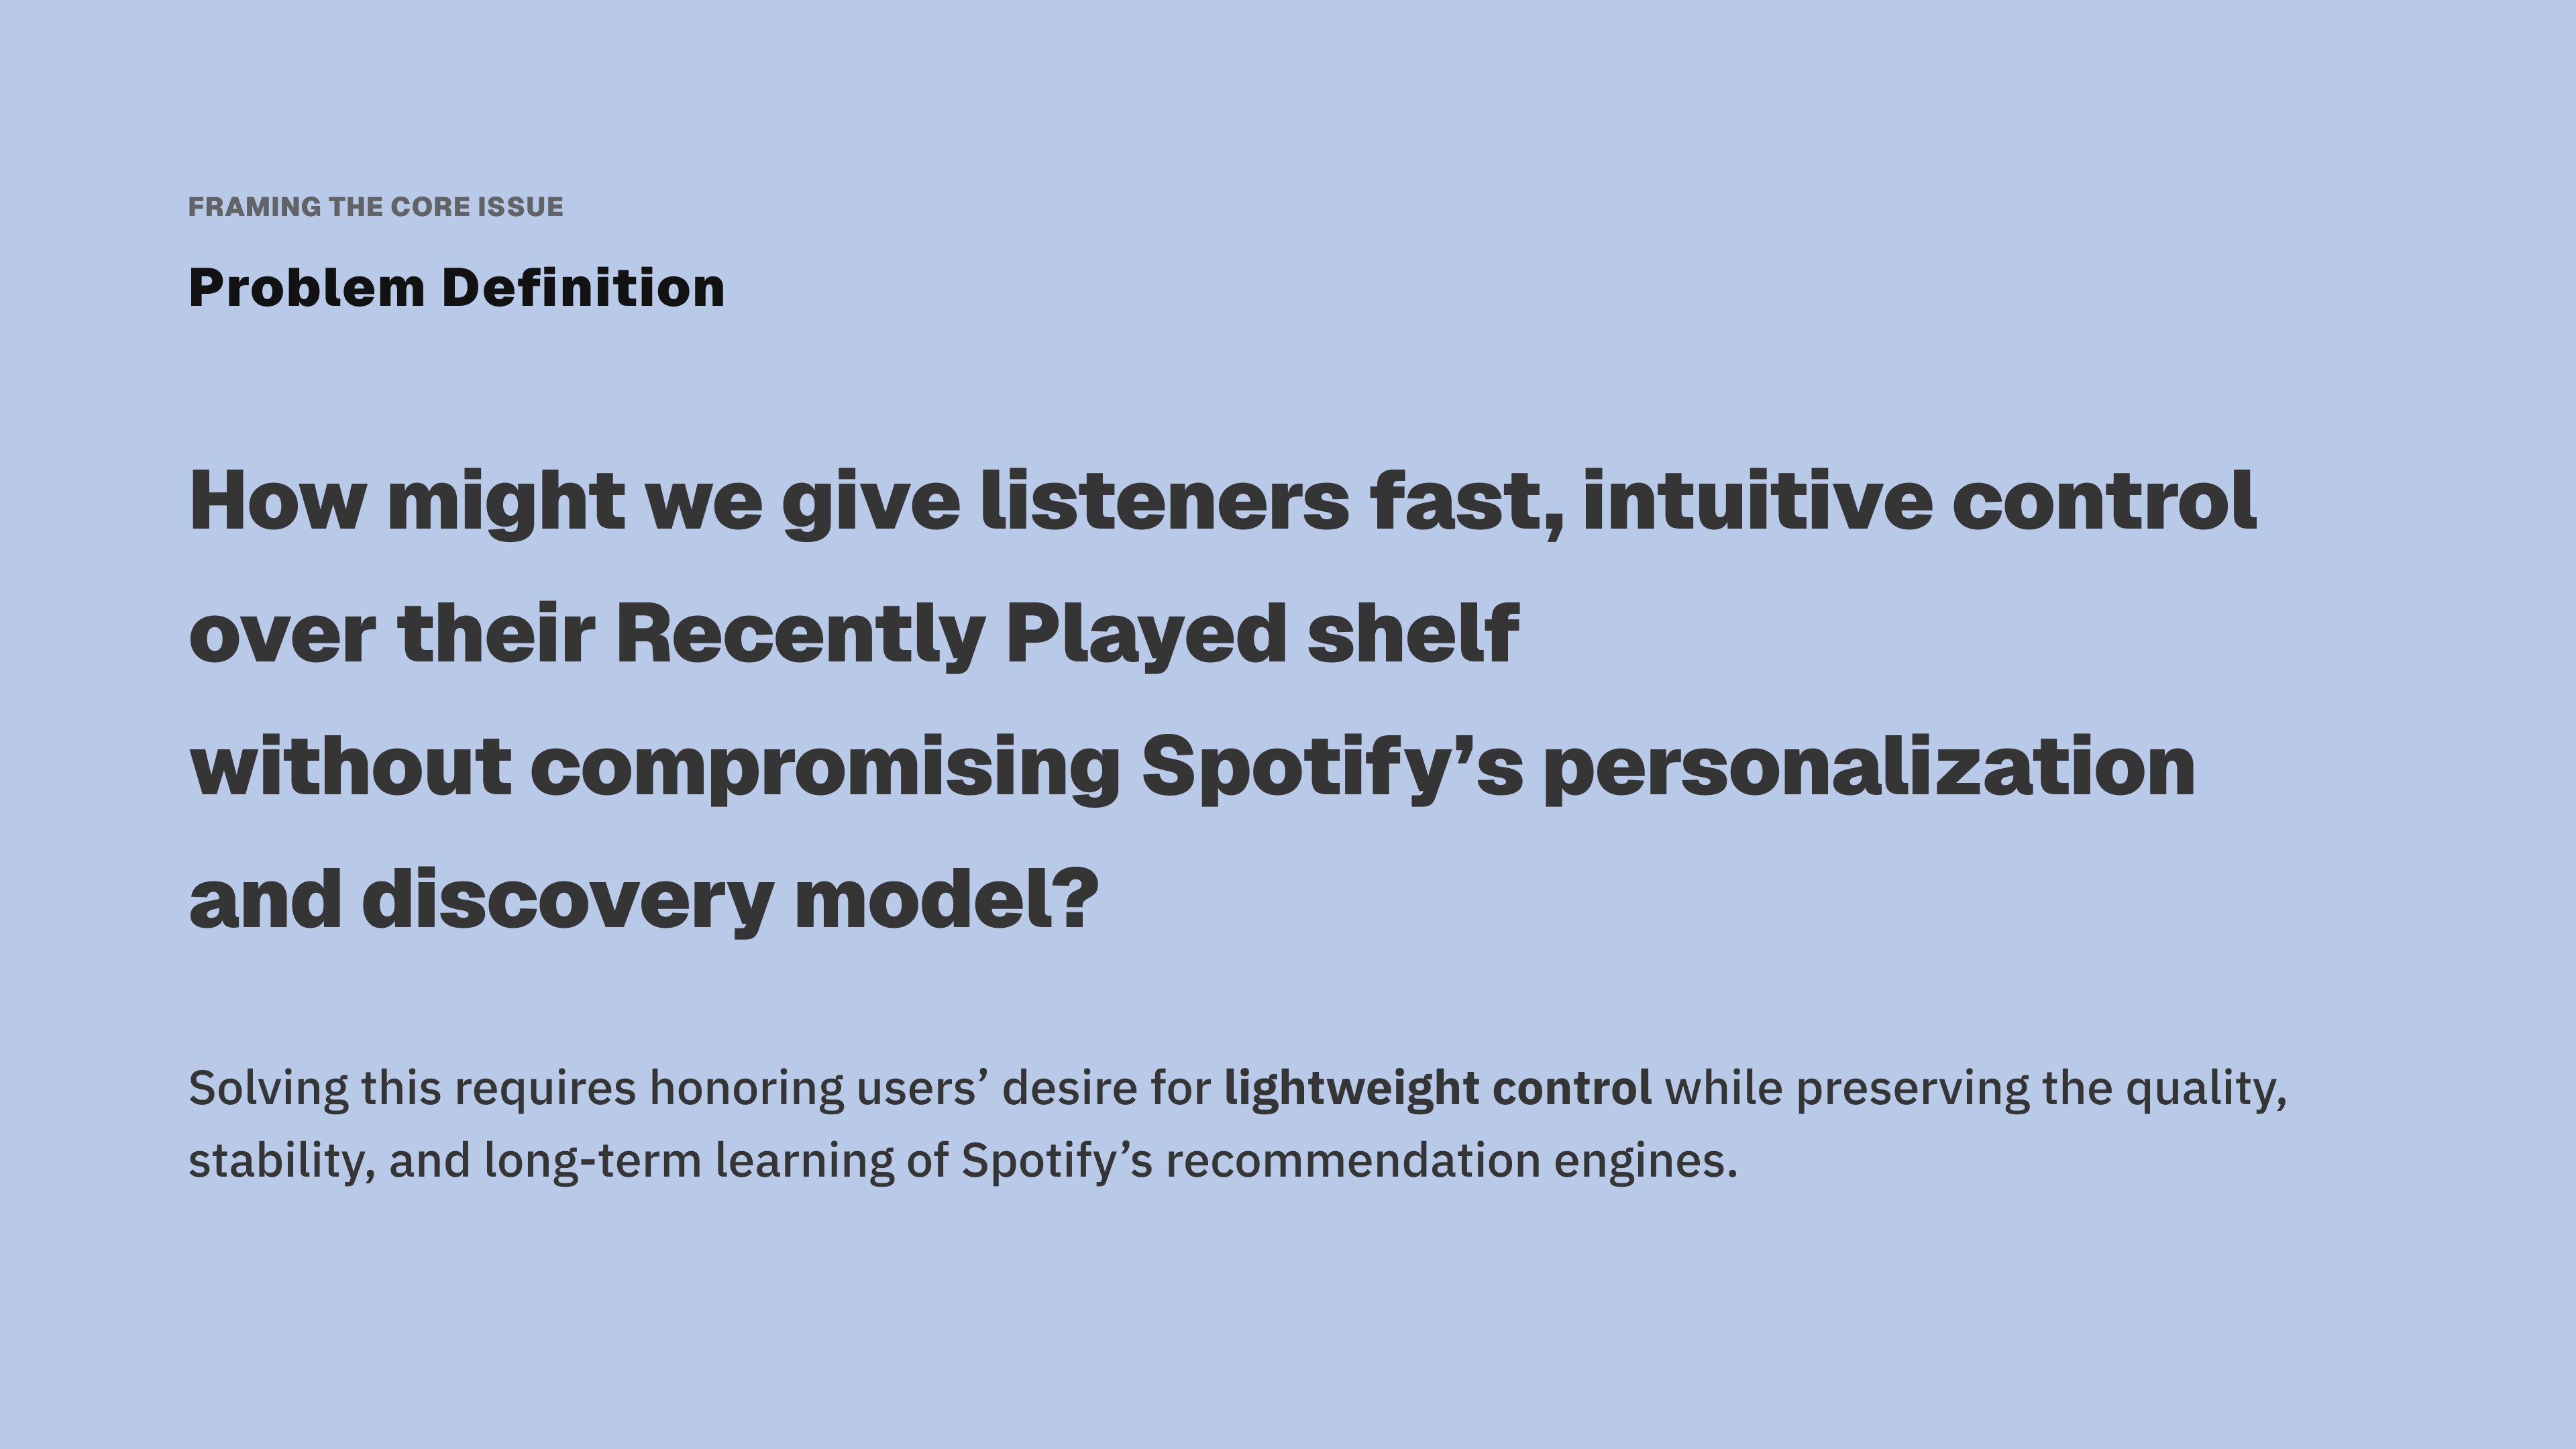 FRAMING THE CORE ISSUE
Problem Definition
How might we give listeners fast, intuitive control
over their Recently Played shelf
without compromising Spotify’s personalization
and discovery model?
Solving this requires honoring users’ desire for lightweight control while preserving the quality,
stability, and long-term learning of Spotify’s recommendation engines.